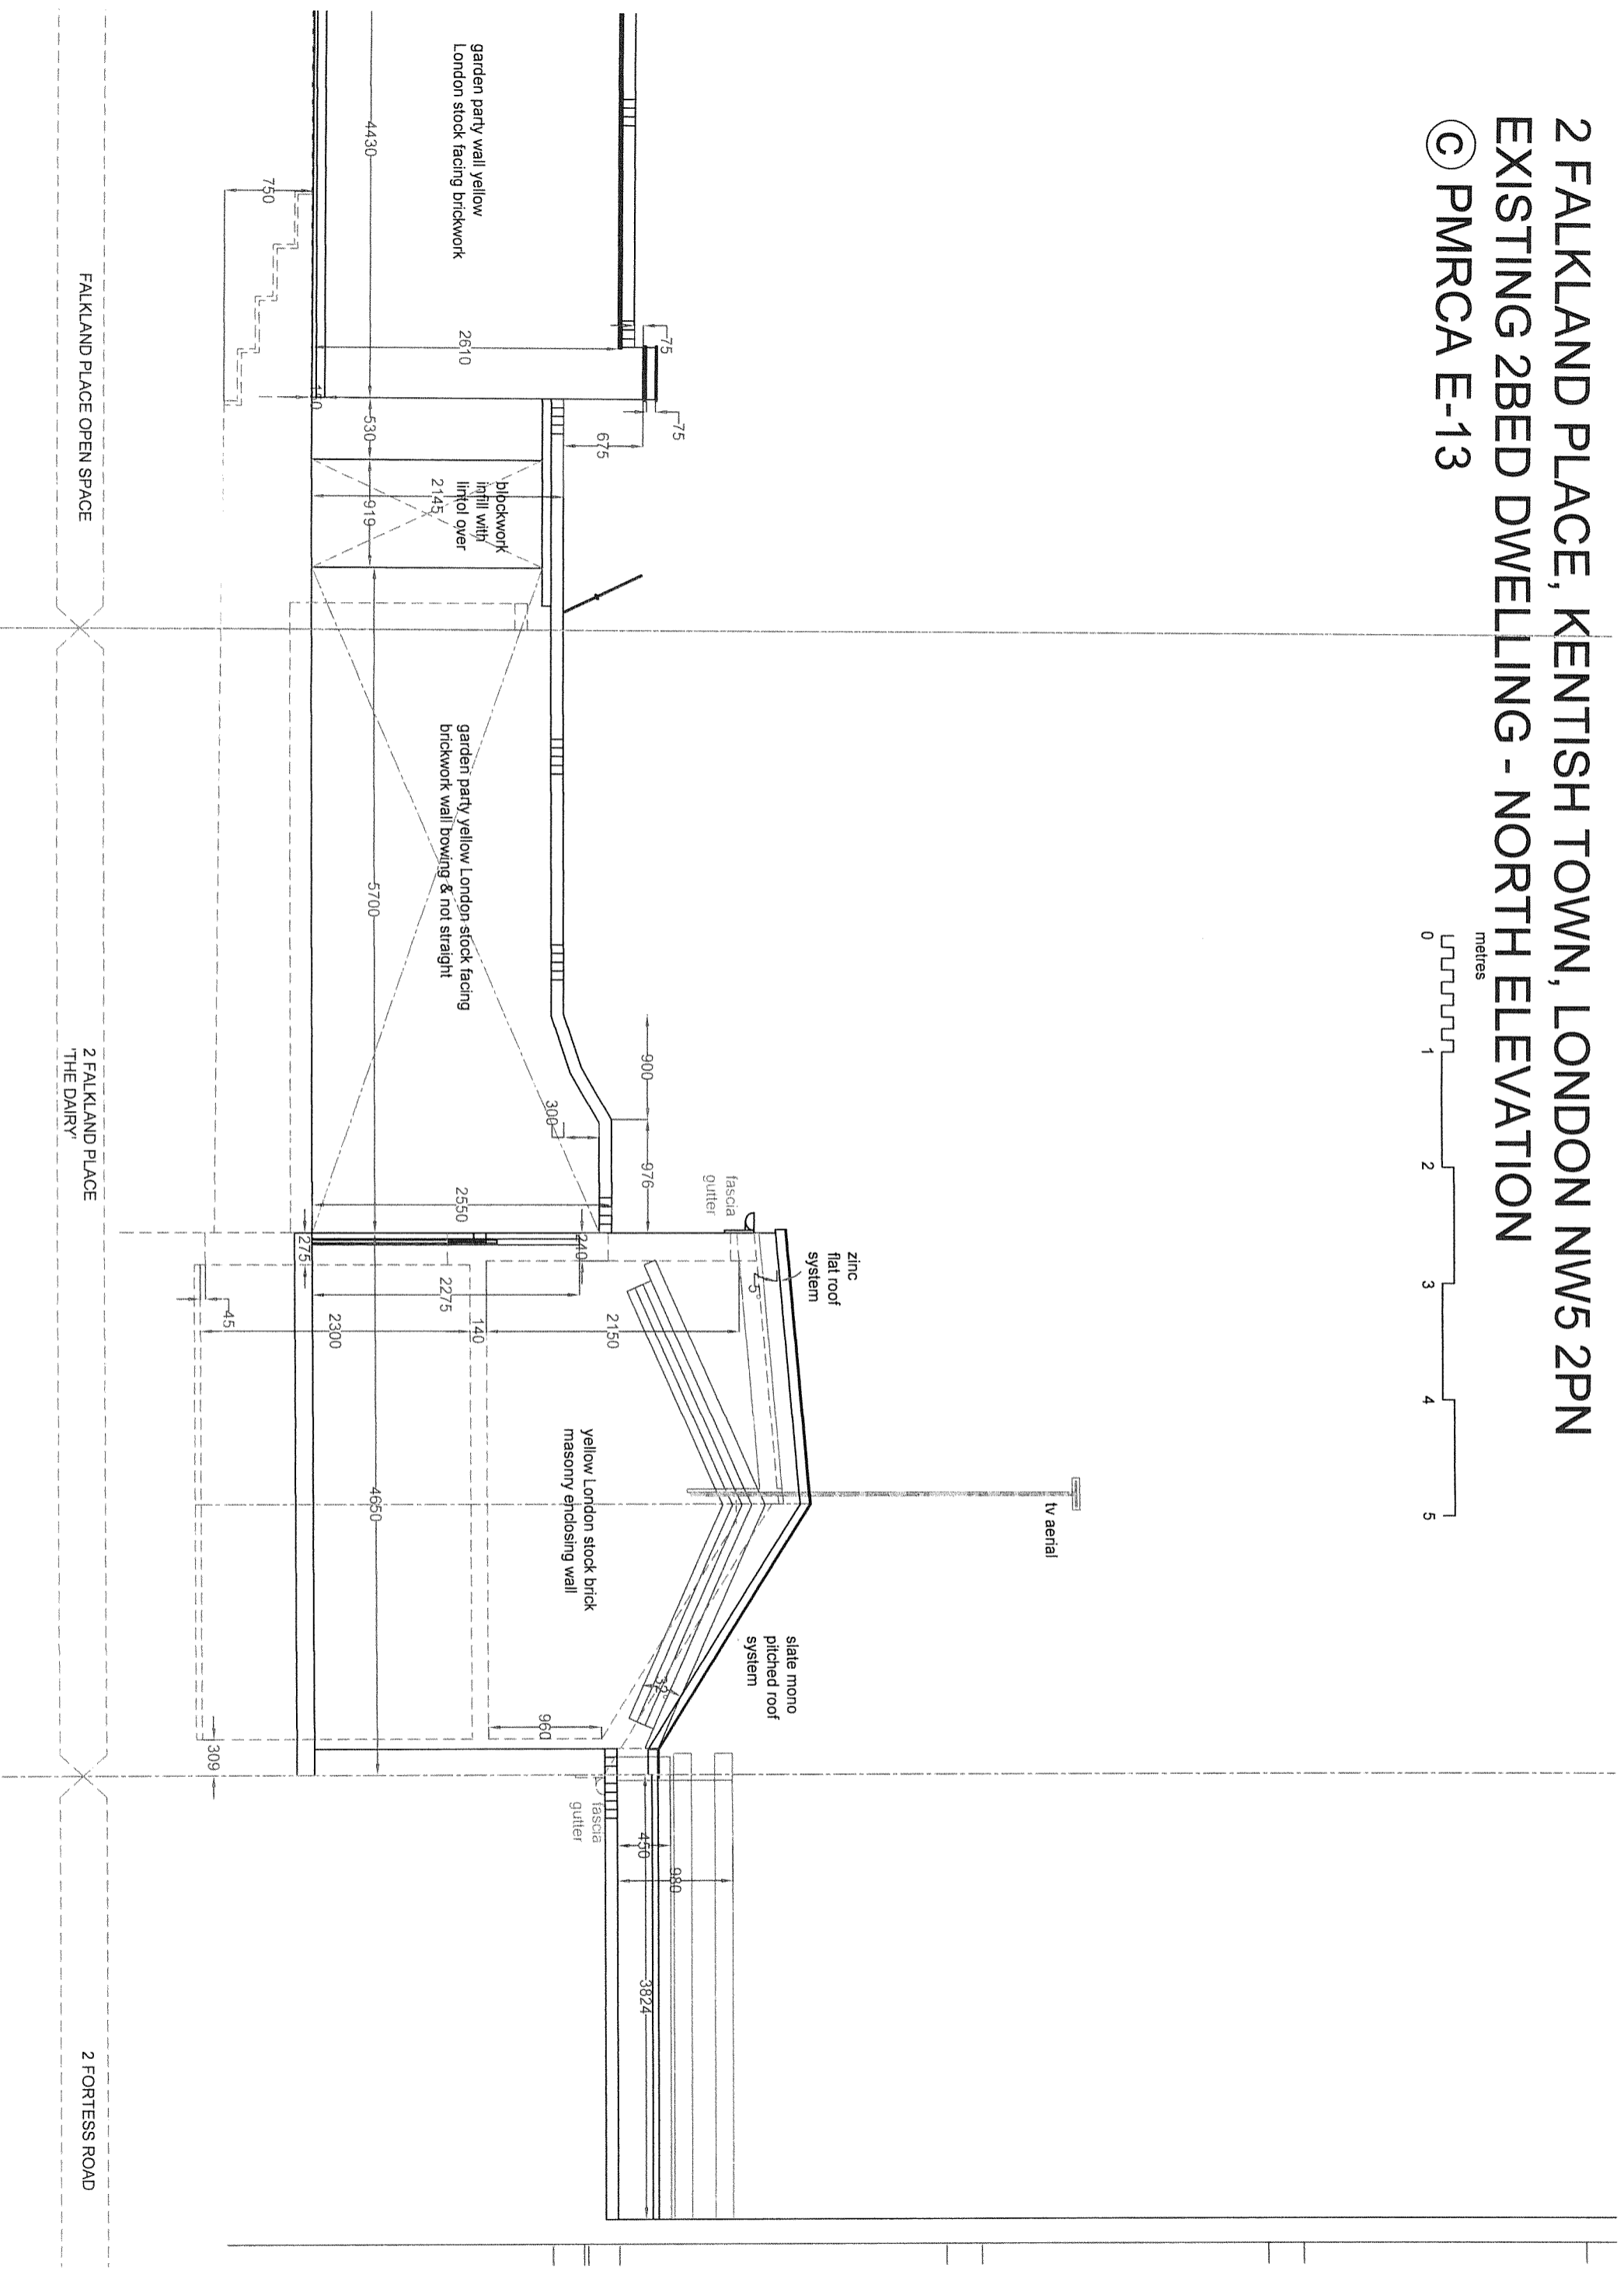 2 FALKLAND PLACE, KENTISH TOWN, LONDON NW5 2PN
EXISTING 2BED DWELLING - NORTH ELEVATION
© PMRCA E-13
metres
0 1 2 3 4 5
tv aerial
zinc
flat roof
system
slate mono
pitched roof
system
fascia
gutter
5°
32°
garden party wall yellow
London stock facing brickwork
4430
750
2610
75
75
675
530
blockwork
infill with
lintol over
2145
919
garden party yellow London stock facing
brickwork wall bowing & not straight
5700
900
300
976
2550
240
275
2275
45
2300
140
2150
yellow London stock brick
masonry enclosing wall
4650
960
309
fascia
gutter
450
980
3824
FALKLAND PLACE OPEN SPACE
2 FALKLAND PLACE
'THE DAIRY'
2 FORTESS ROAD